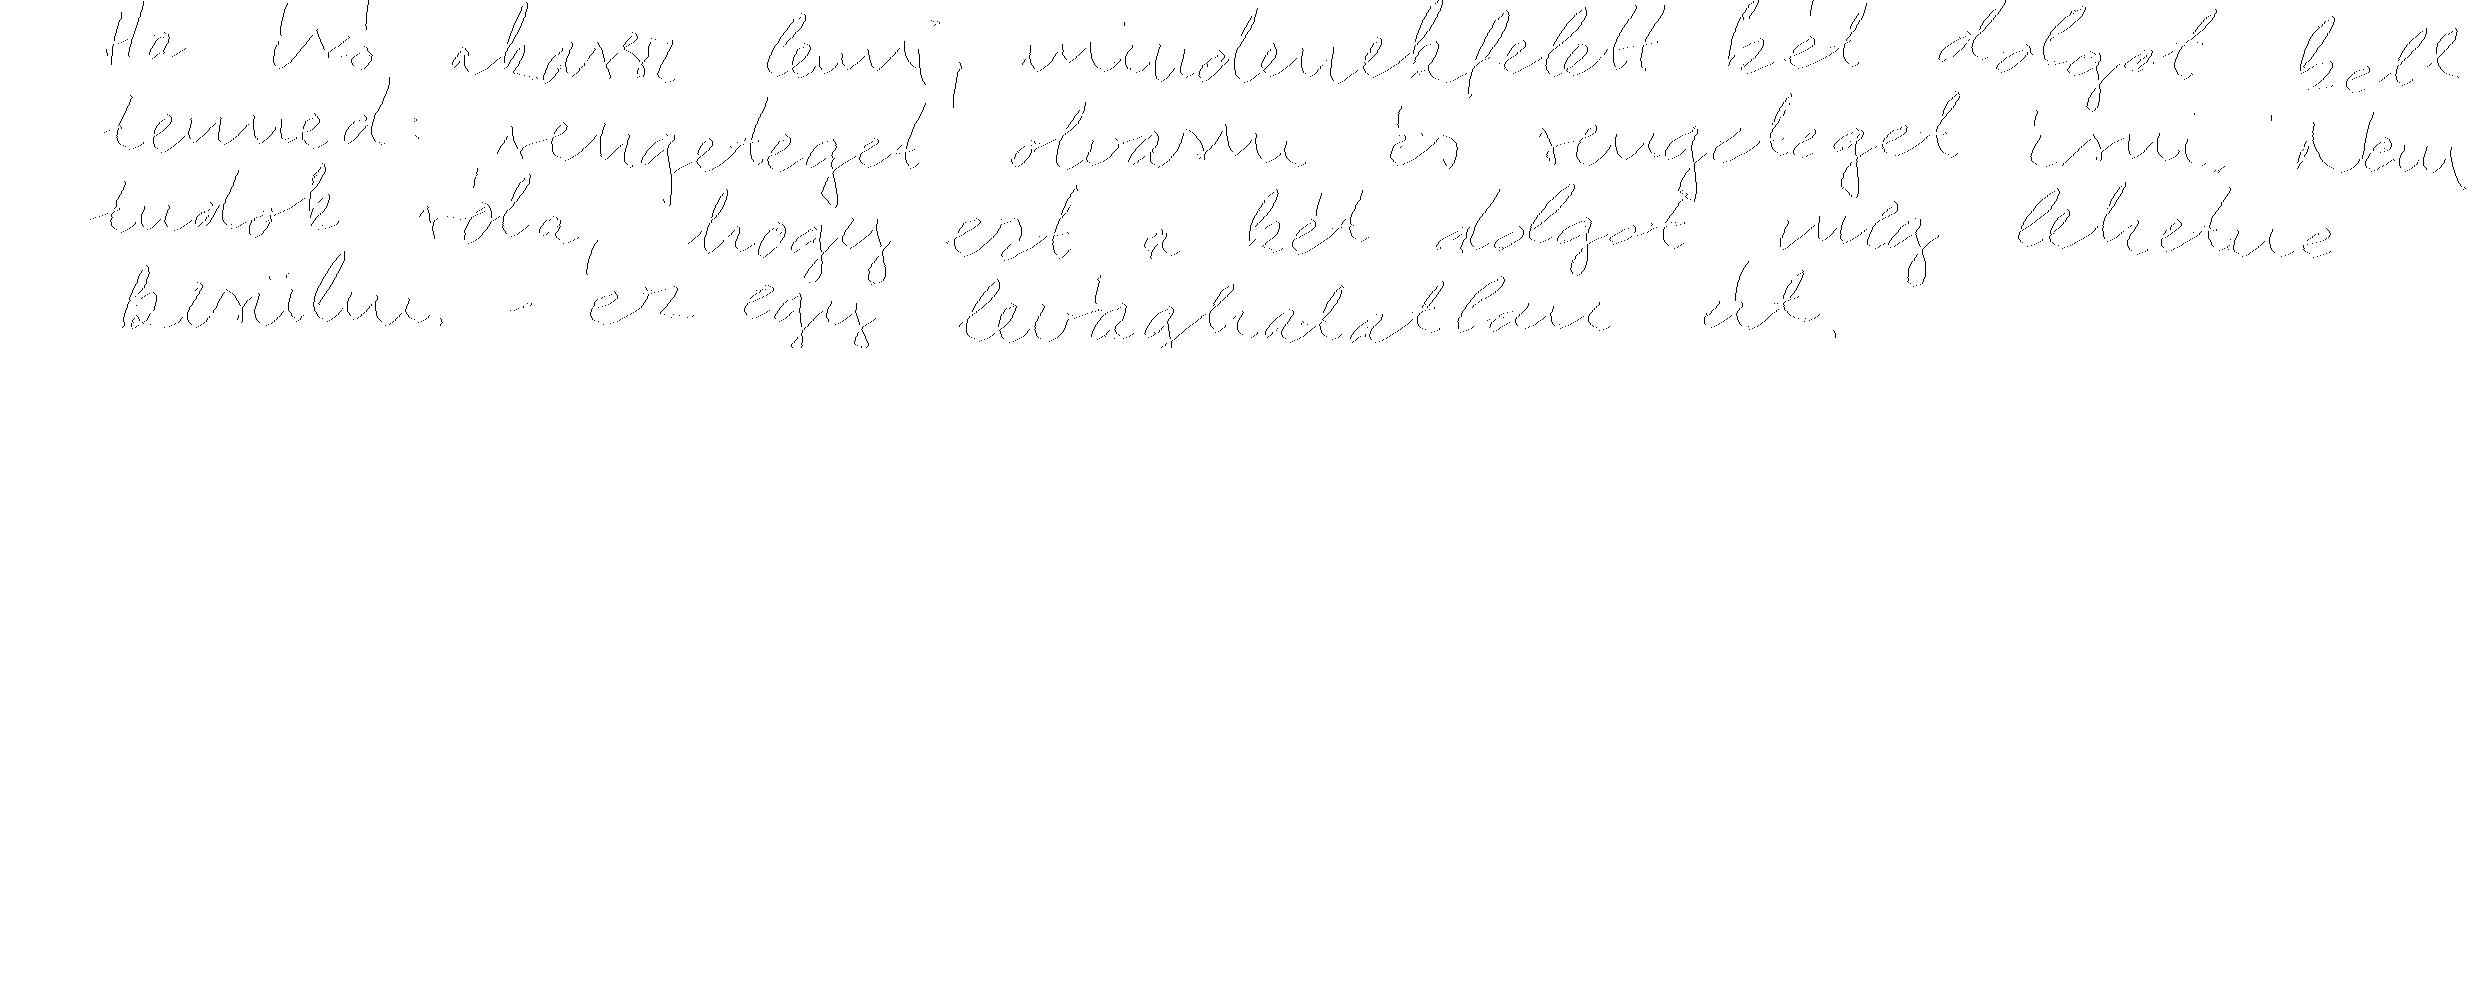 Ha író akarsz lenni, mindenekfelett két dolgot kell
tenned: rengeteget olvasni és rengeteget írni. Nem
tudok róla, hogy ezt a két dolgot meg lehetne
kerülni. - ez egy levághatatlan út.